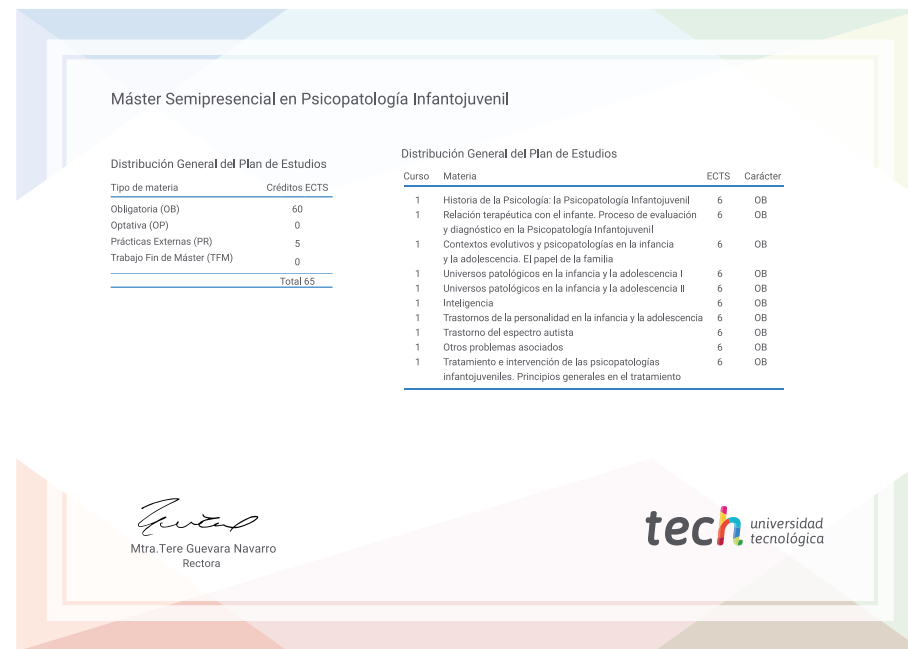 Máster Semipresencial en Psicopatología Infantojuvenil
Distribución General del Plan de Estudios
Tipo de materia Créditos ECTS
Obligatoria (OB) 60
Optativa (OP) 0
Prácticas Externas (PR) 5
Trabajo Fin de Máster (TFM) 0
Total 65
Distribución General del Plan de Estudios
Curso Materia ECTS Carácter
1 Historia de la Psicología: la Psicopatología Infantojuvenil 6 OB
1 Relación terapéutica con el infante. Proceso de evaluación 6 OB
y diagnóstico en la Psicopatología Infantojuvenil
1 Contextos evolutivos y psicopatologías en la infancia 6 OB
y la adolescencia. El papel de la familia
1 Universos patológicos en la infancia y la adolescencia I 6 OB
1 Universos patológicos en la infancia y la adolescencia II 6 OB
1 Inteligencia 6 OB
1 Trastornos de la personalidad en la infancia y la adolescencia 6 OB
1 Trastorno del espectro autista 6 OB
1 Otros problemas asociados 6 OB
1 Tratamiento e intervención de las psicopatologías 6 OB
infantojuveniles. Principios generales en el tratamiento
Mtra.Tere Guevara Navarro
Rectora
tech universidad
tecnológica